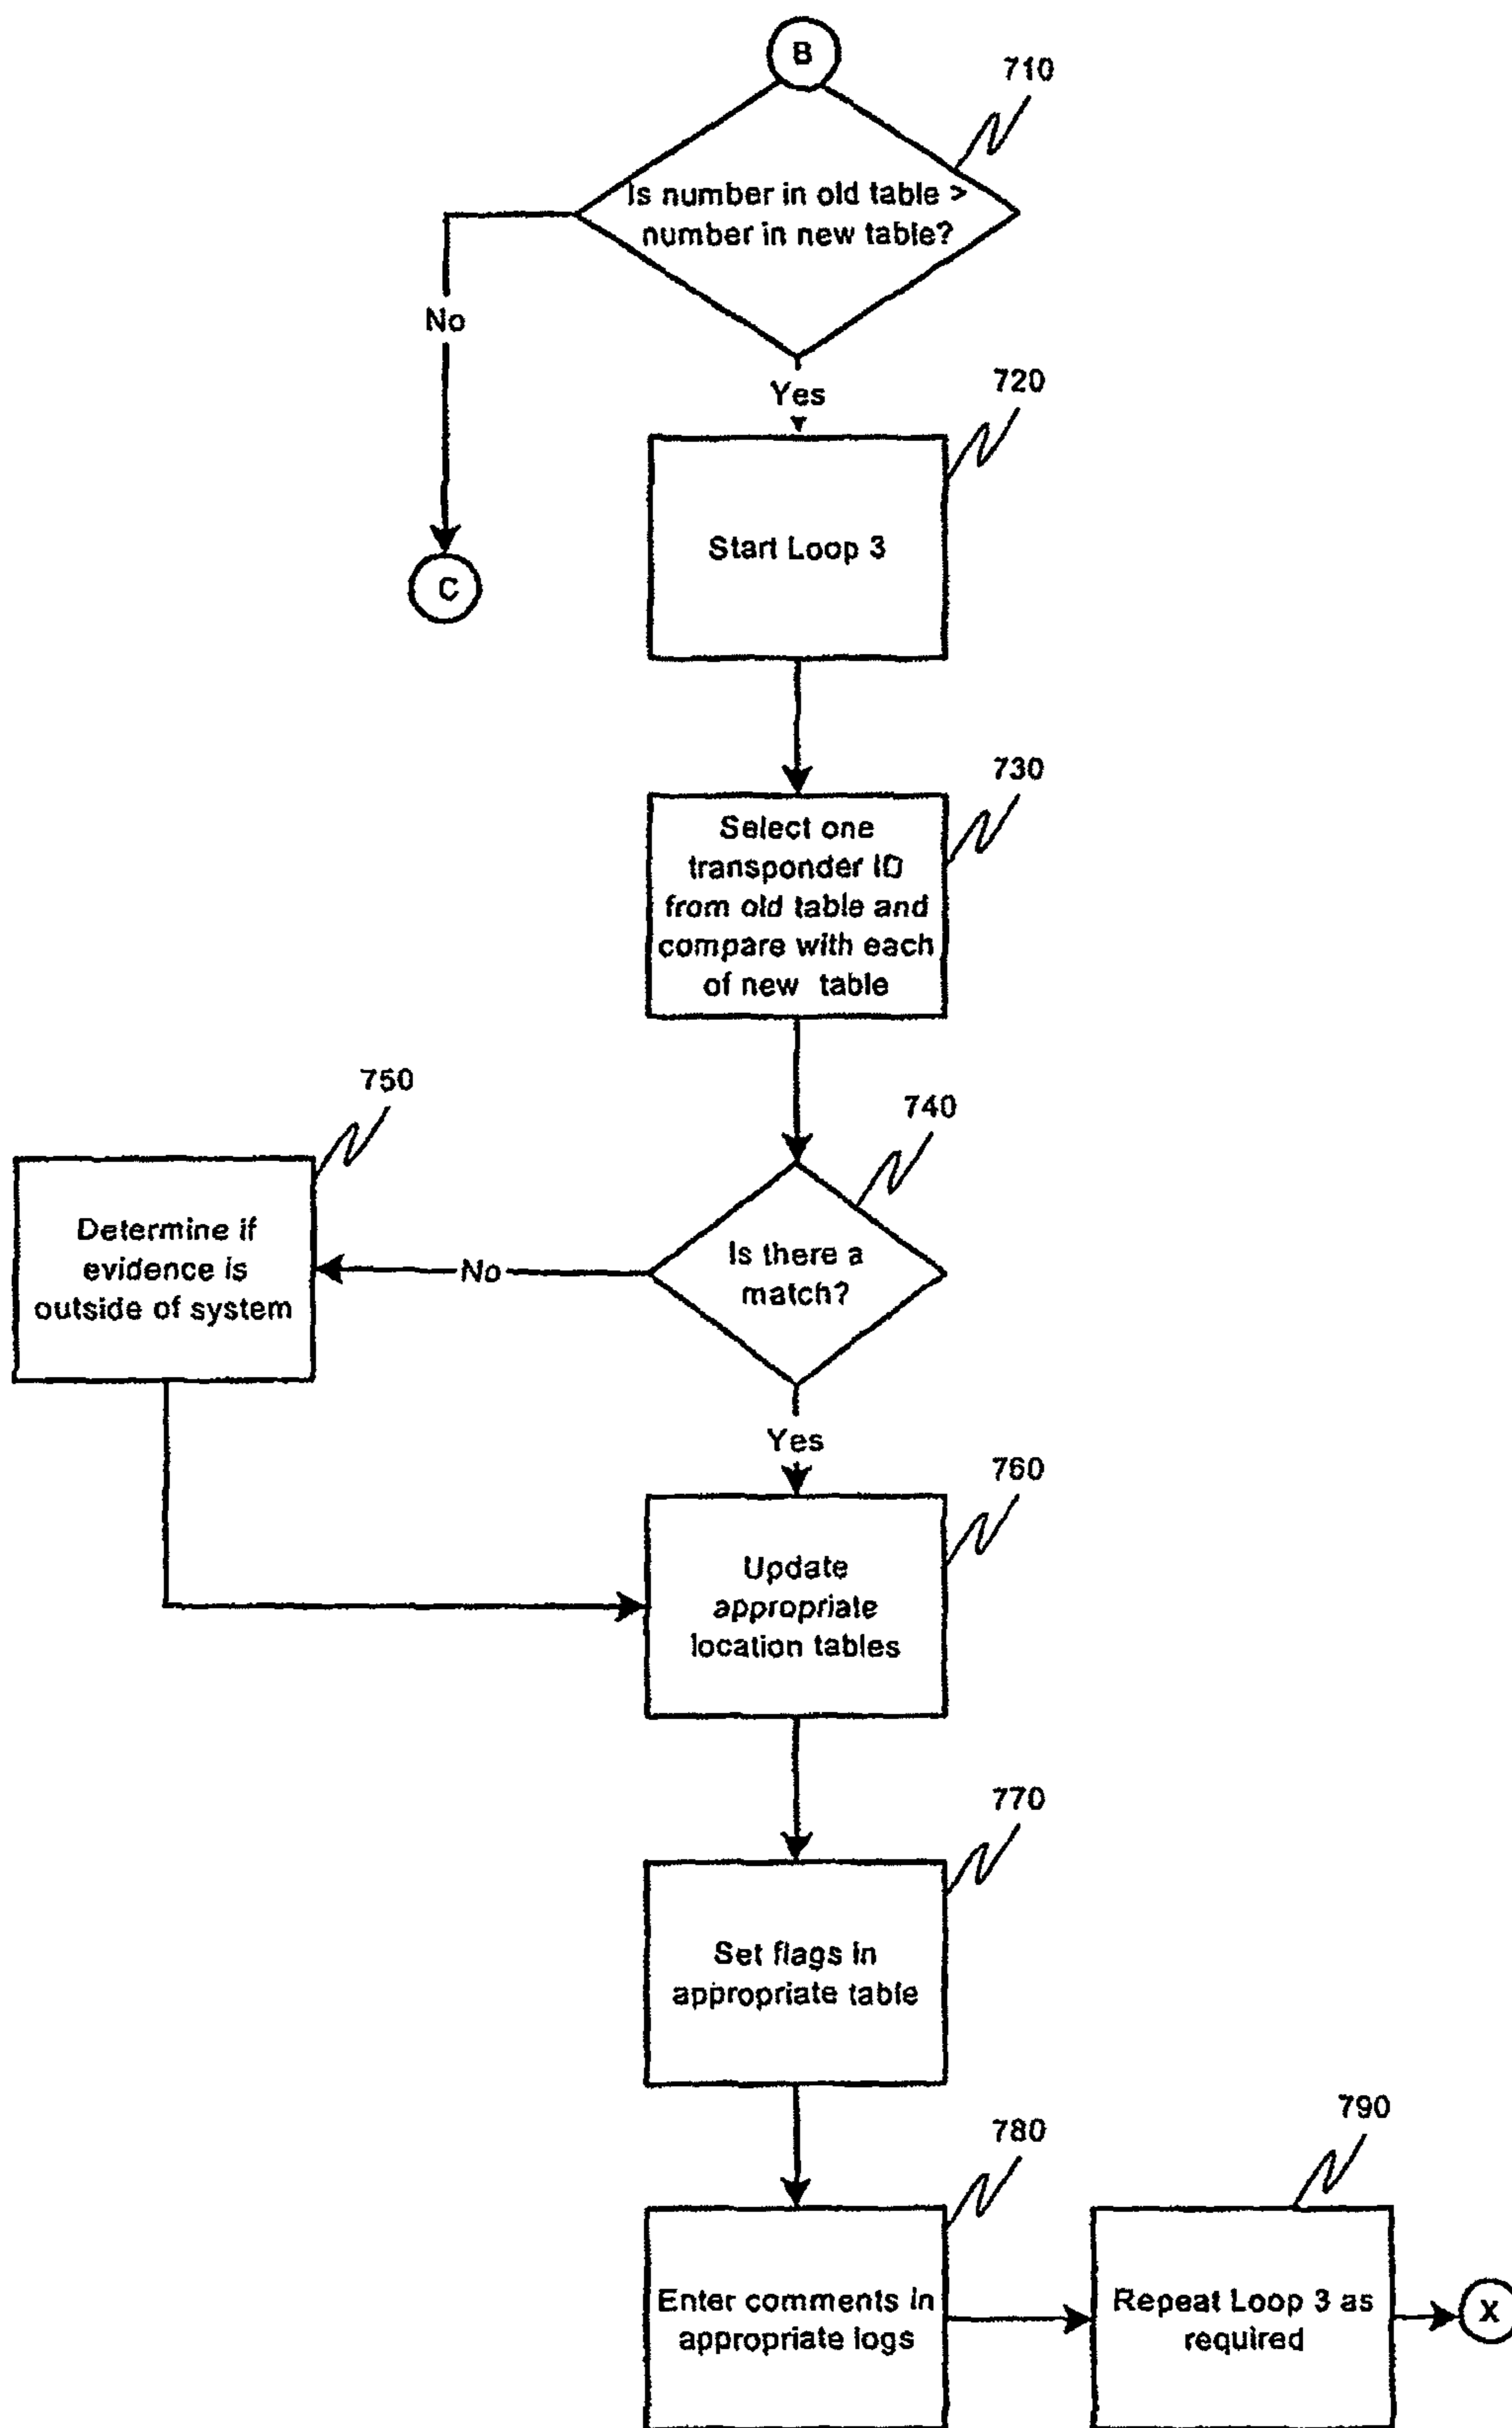 B
710
Is number in old table >
number in new table?
No
Yes
720
C
Start Loop 3
730
Select one
transponder ID
from old table and
compare with each
of new table
750
740
Determine if
evidence is
outside of system
No
Is there a
match?
Yes
760
Update
appropriate
location tables
770
Set flags in
appropriate table
780
790
Enter comments in
appropriate logs
Repeat Loop 3 as
required
X